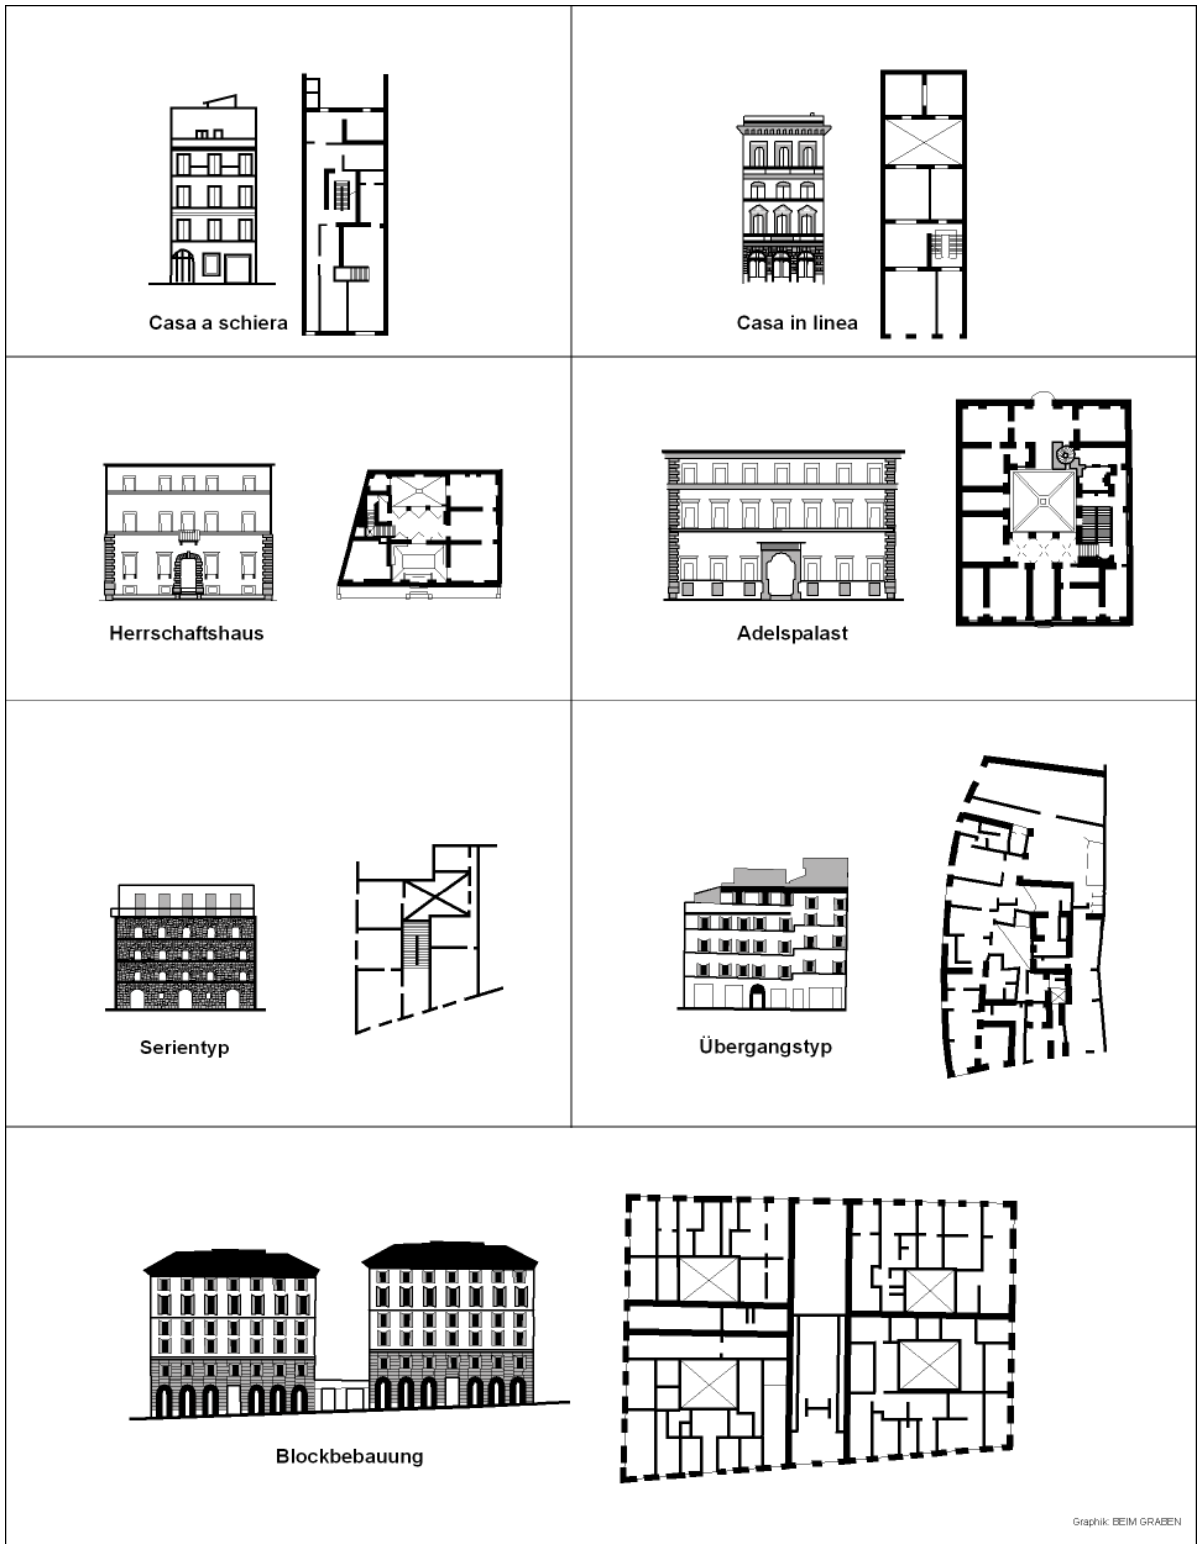 Casa a schiera
Casa in linea
Herrschaftshaus
Adelspalast
Serientyp
Übergangstyp
Blockbebauung
Graphik: BEIM GRABEN